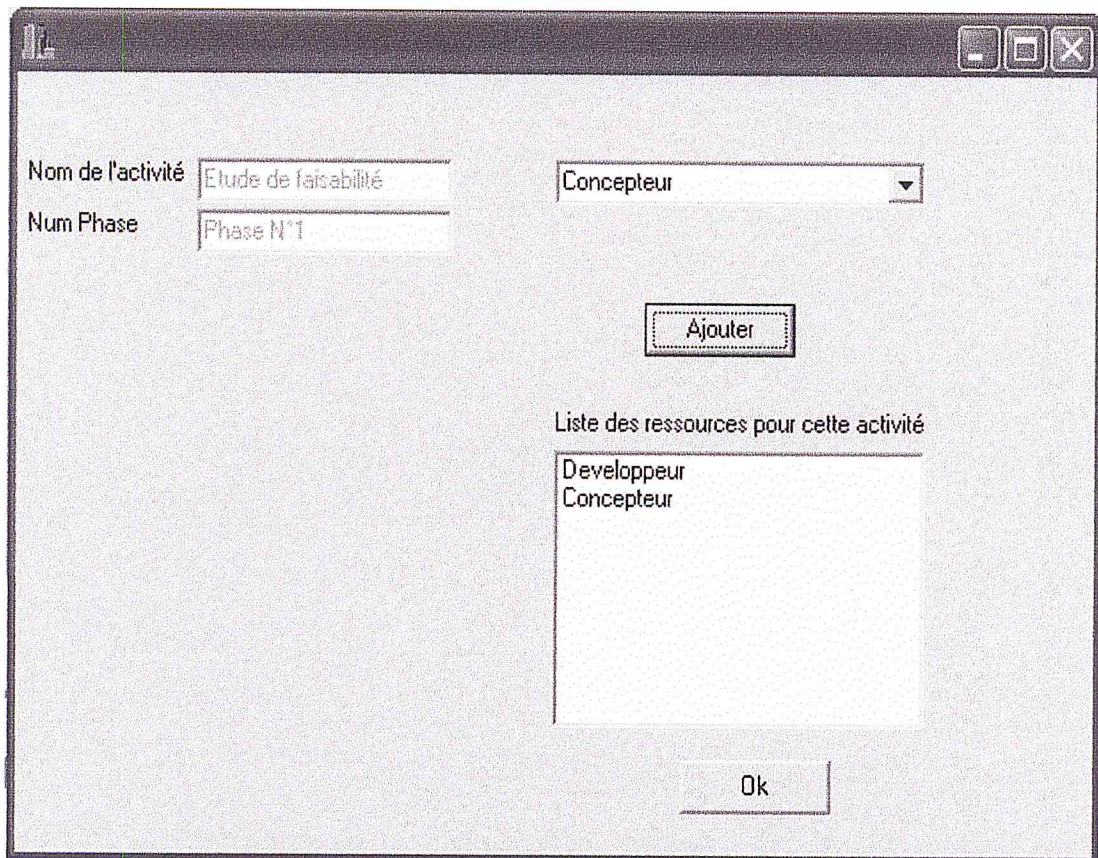 Nom de l'activité Etude de faisabilité
Num Phase Phase N°1
Concepteur
Ajouter
Liste des ressources pour cette activité
Developpeur
Concepteur
Ok